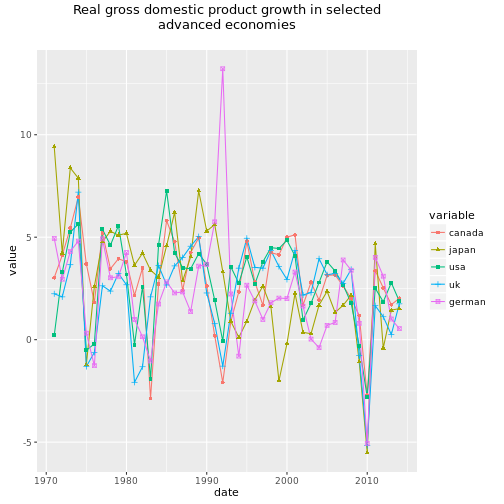 Real gross domestic product growth in selected
advanced economies
10
5
0
-5
value
1970
1980
1990
2000
2010
date
variable
canada
japan
usa
uk
german